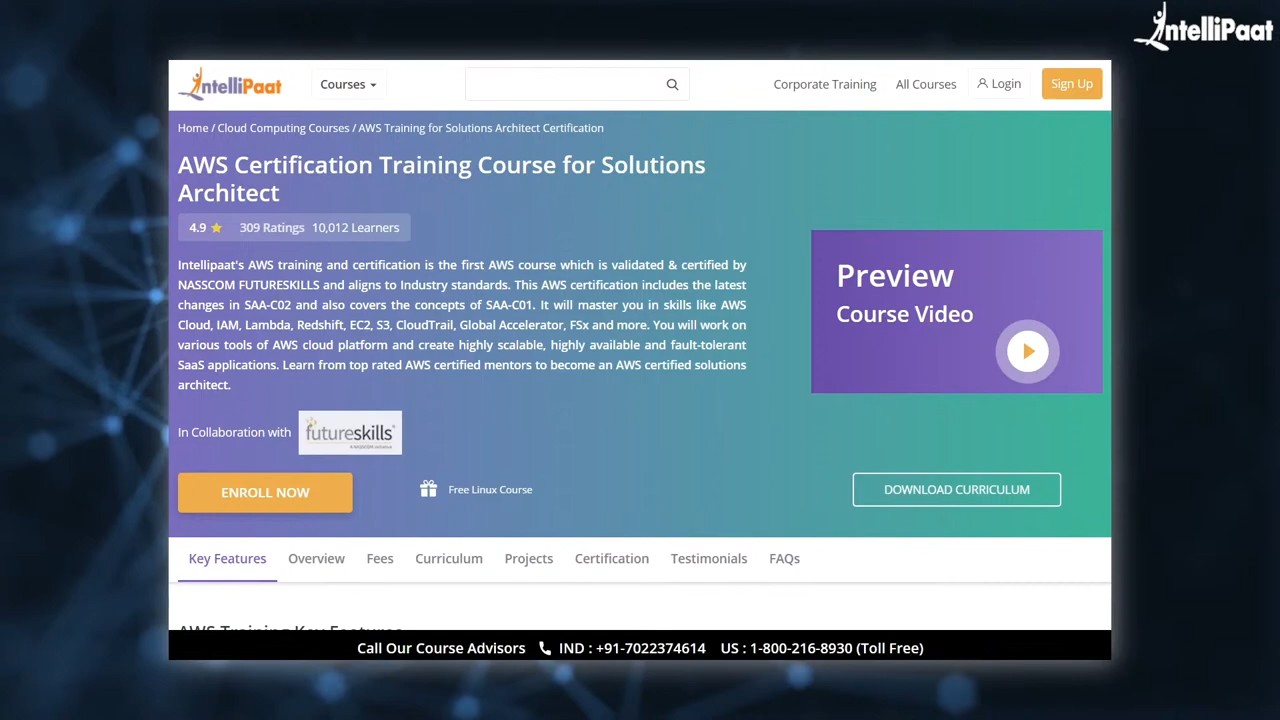 IntelliPaat
IntelliPaat
Courses
Corporate Training
All Courses
Login
Sign Up
Home / Cloud Computing Courses / AWS Training for Solutions Architect Certification
AWS Certification Training Course for Solutions
Architect
4.9 309 Ratings 10,012 Learners
Intellipaat's AWS training and certification is the first AWS course which is validated & certified by
NASSCOM FUTURESKILLS and aligns to Industry standards. This AWS certification includes the latest
changes in SAA-C02 and also covers the concepts of SAA-C01. It will master you in skills like AWS
Cloud, IAM, Lambda, Redshift, EC2, S3, CloudTrail, Global Accelerator, FSx and more. You will work on
various tools of AWS cloud platform and create highly scalable, highly available and fault-tolerant
SaaS applications. Learn from top rated AWS certified mentors to become an AWS certified solutions
architect.
Preview
Course Video
In Collaboration with
futureskills
A NASSCOM Initiative
ENROLL NOW
Free Linux Course
DOWNLOAD CURRICULUM
Key Features Overview Fees Curriculum Projects Certification Testimonials FAQs
AWS Training Key Features
Call Our Course Advisors IND : +91-7022374614 US : 1-800-216-8930 (Toll Free)